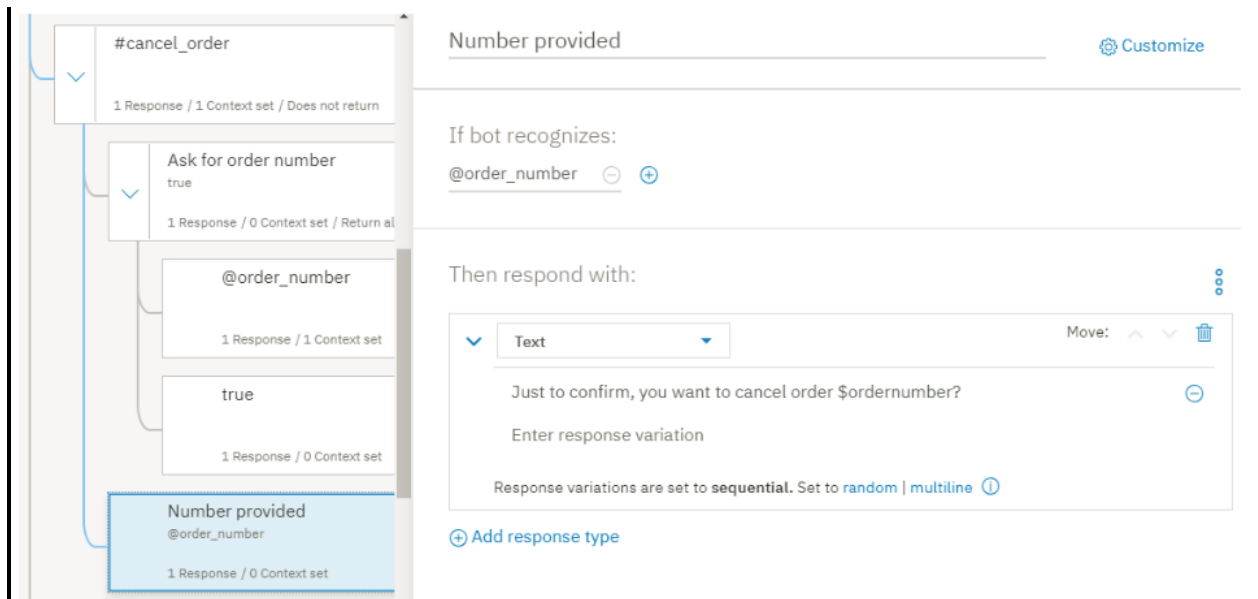 #cancel_order
1 Response / 1 Context set / Does not return
Ask for order number
true
1 Response / 0 Context set / Return al
@order_number
1 Response / 1 Context set
true
1 Response / 0 Context set
Number provided
@order_number
1 Response / 0 Context set
Number provided
Customize
If bot recognizes:
@order_number
Then respond with:
Text
Move:
Just to confirm, you want to cancel order $ordernumber?
Enter response variation
Response variations are set to sequential. Set to random | multiline
Add response type